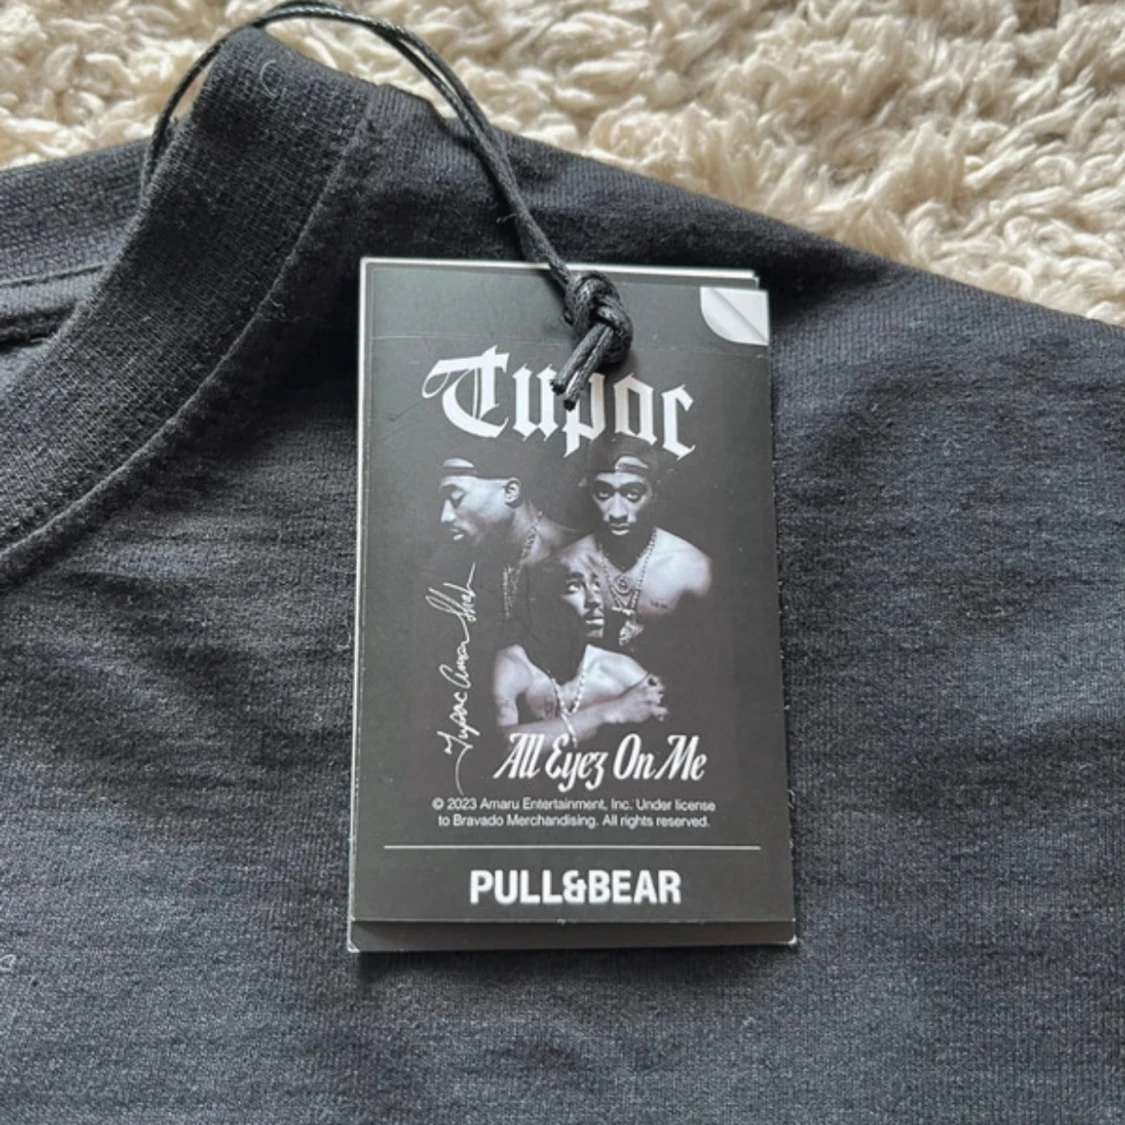 Tupac
Tupac Amaru Shakur
All Eyez On Me
© 2023 Amaru Entertainment, Inc. Under license
to Bravado Merchandising. All rights reserved.
PULL&BEAR